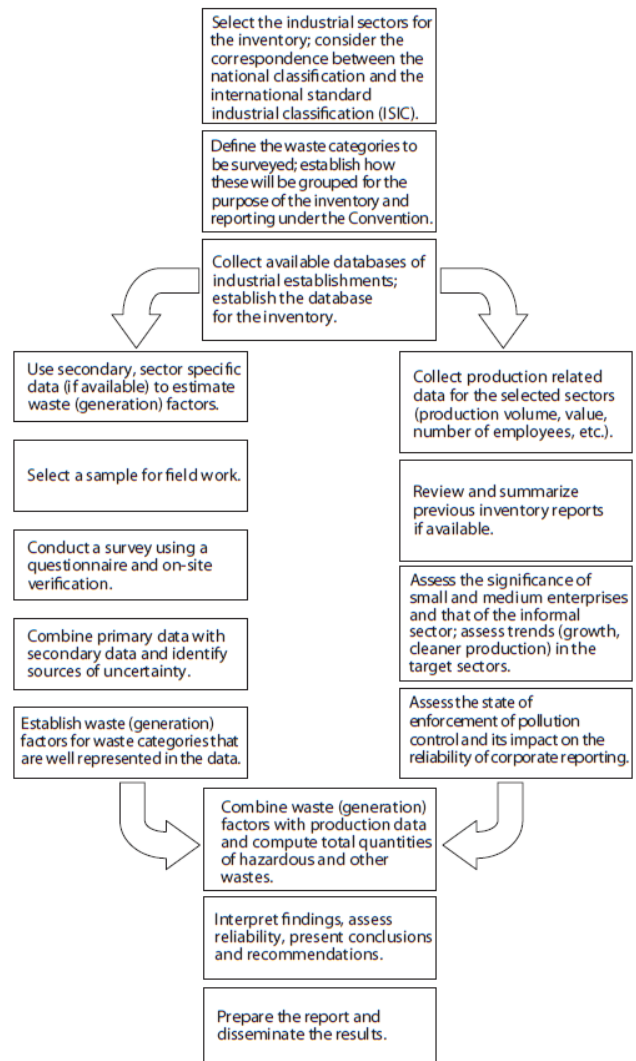 Select the industrial sectors for
the inventory; consider the
correspondence between the
national classification and the
international standard
industrial classification (ISIC).
Define the waste categories to
be surveyed; establish how
these will be grouped for the
purpose of the inventory and
reporting under the Convention.
Collect available databases of
industrial establishments;
establish the database
for the inventory.
Use secondary, sector specific
data (if available) to estimate
waste (generation) factors.
Select a sample for field work.
Conduct a survey using a
questionnaire and on-site
verification.
Combine primary data with
secondary data and identify
sources of uncertainty.
Establish waste (generation)
factors for waste categories that
are well represented in the data.
Collect production related
data for the selected sectors
(production volume, value,
number of employees, etc.).
Review and summarize
previous inventory reports
if available.
Assess the significance of
small and medium enterprises
and that of the informal
sector; assess trends (growth,
cleaner production) in the
target sectors.
Assess the state of
enforcement of pollution
control and its impact on the
reliability of corporate reporting.
Combine waste (generation)
factors with production data
and compute total quantities
of hazardous and other
wastes.
Interpret findings, assess
reliability, present conclusions
and recommendations.
Prepare the report and
disseminate the results.